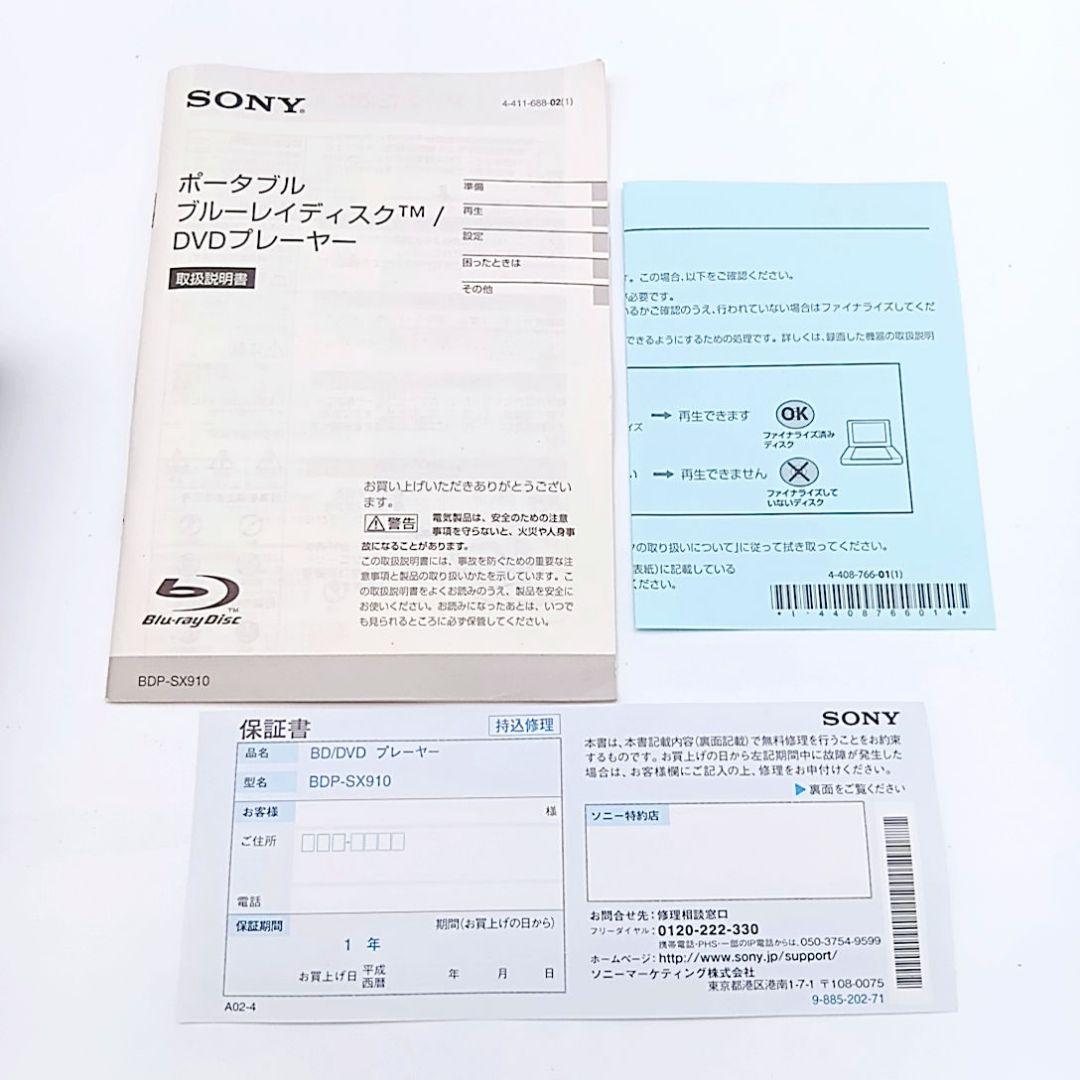 SONY®
4-411-688-02(1)
ポータブル
ブルーレイディスク™ /
DVDプレーヤー
取扱説明書
準備
再生
設定
困ったときは
その他
お買い上げいただきありがとうござい
ます。
警告 電気製品は、安全のための注意
事項を守らないと、火災や人身事
故になることがあります。
この取扱説明書には、事故を防ぐための重要な注
意事項と製品の取り扱いかたを示しています。こ
の取扱説明書をよくお読みのうえ、製品を安全に
お使いください。お読みになったあとは、いつで
も見られるところに必ず保管してください。
Blu-ray Disc™
BDP-SX910
す。この場合、以下をご確認ください。
が必要です。
いるかご確認のうえ、行われていない場合はファイナライズしてくだ
できるようにするための処理です。詳しくは、録画した機器の取扱説明
イズ
→ 再生できます
OK
ファイナライズ済み
ディスク
い → 再生できません
ファイナライズして
いないディスク
クの取り扱いについて」に従って拭き取ってください。
表紙)に記載している
ください。
4-408-766-01(1)
*I-4408766014*
保証書
持込修理
品名 BD/DVD プレーヤー
型名 BDP-SX910
お客様 様
ご住所
電話
保証期間 期間(お買上げの日から)
1 年
お買上げ日 平成 西暦 年 月 日
A02-4
SONY
本書は、本書記載内容(裏面記載)で無料修理を行うことをお約束
するものです。お買上げの日から左記期間中に故障が発生した
場合は、お客様欄にご記入の上、修理をお申付けください。
▶裏面をご覧ください
ソニー特約店
お問合せ先:修理相談窓口
フリーダイヤル:0120-222-330
携帯電話・PHS・一部のIP電話からは、050-3754-9599
ホームページ:http://www.sony.jp/support/
ソニーマーケティング株式会社
東京都港区港南1-7-1 〒108-0075
9-885-202-71